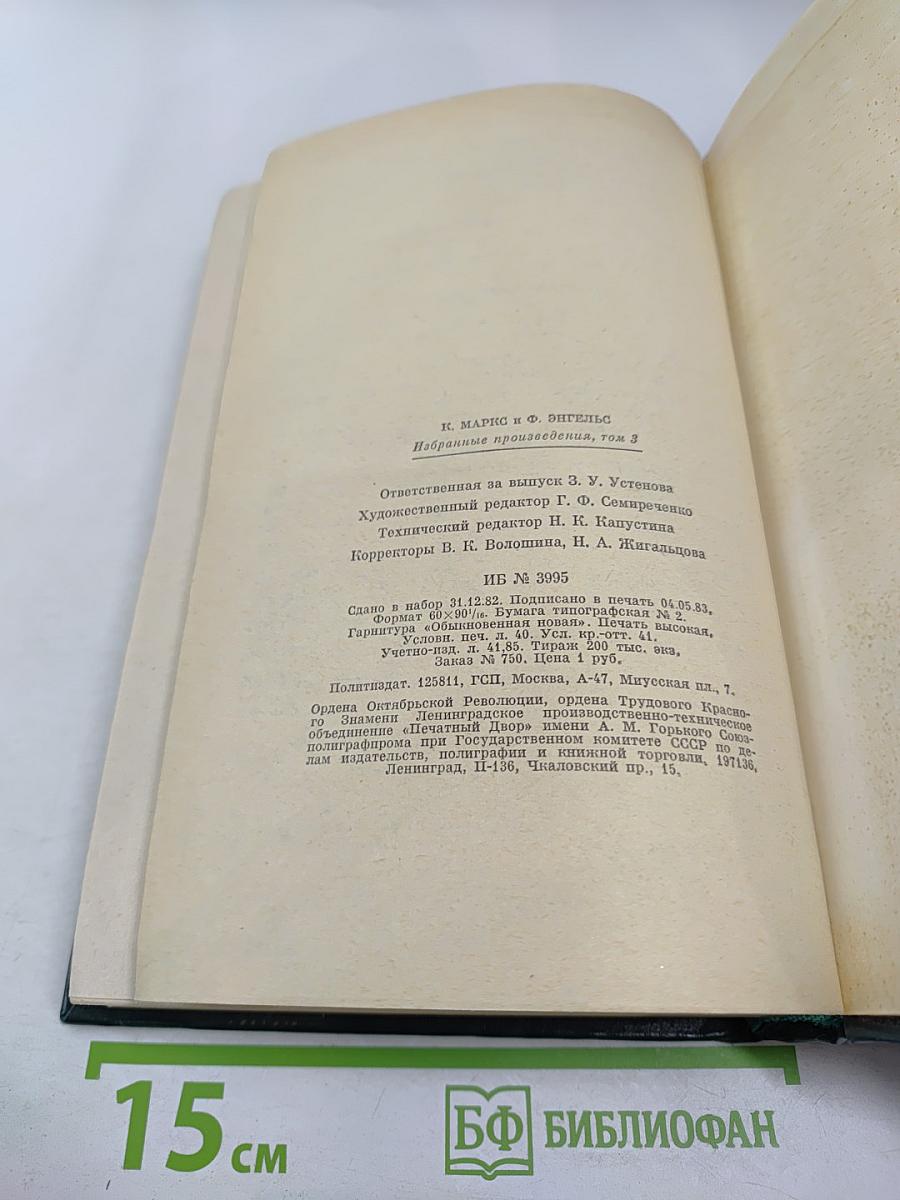 К. МАРКС и Ф. ЭНГЕЛЬС
Избранные произведения, том 3
Ответственная за выпуск З. У. Устенова
Художественный редактор Г. Ф. Семиреченко
Технический редактор Н. К. Капустина
Корректоры В. К. Волошина, Н. А. Жигальцова
ИБ № 3995
Сдано в набор 31.12.82. Подписано в печать 04.05.83.
Формат 60×90 1/16. Бумага типографская № 2.
Гарнитура «Обыкновенная новая». Печать высокая.
Условн. печ. л. 40. Усл. кр.-отт. 41.
Учетно-изд. л. 41,85. Тираж 200 тыс. экз.
Заказ № 750. Цена 1 руб.
Политиздат. 125811, ГСП, Москва, А-47, Миусская пл., 7.
Ордена Октябрьской Революции, ордена Трудового Красно-
го Знамени Ленинградское производственно-техническое
объединение «Печатный Двор» имени А. М. Горького Союз-
полиграфпрома при Государственном комитете СССР по де-
лам издательств, полиграфии и книжной торговли. 197136,
Ленинград, П-136, Чкаловский пр., 15.
15 см
БФ БИБЛИОФАН